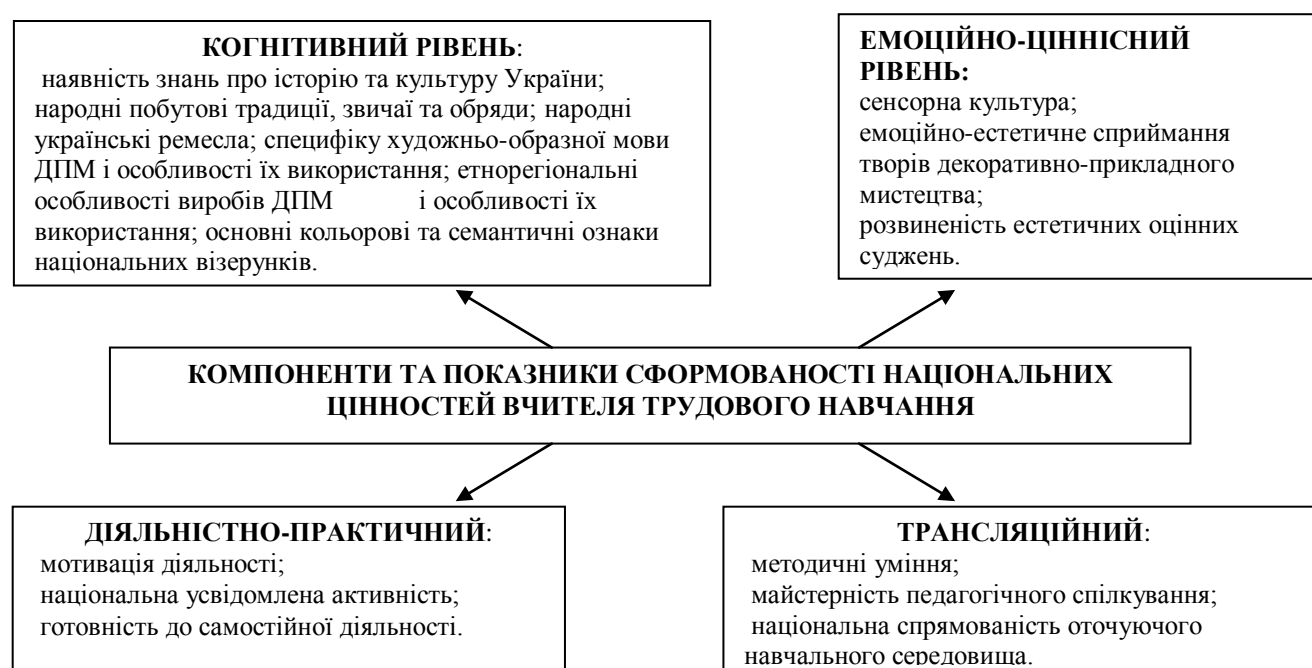 КОГНІТИВНИЙ РІВЕНЬ:
наявність знань про історію та культуру України;
народні побутові традиції, звичаї та обряди; народні
українські ремесла; специфіку художньо-образної мови
ДПМ і особливості їх використання; етнорегіональні
особливості виробів ДПМ і особливості їх
використання; основні кольорові та семантичні ознаки
національних візерунків.
ЕМОЦІЙНО-ЦІННІСНИЙ
РІВЕНЬ:
сенсорна культура;
емоційно-естетичне сприймання
творів декоративно-прикладного
мистецтва;
розвиненість естетичних оцінних
суджень.
КОМПОНЕНТИ ТА ПОКАЗНИКИ СФОРМОВАНОСТІ НАЦІОНАЛЬНИХ
ЦІННОСТЕЙ ВЧИТЕЛЯ ТРУДОВОГО НАВЧАННЯ
ДІЯЛЬНІСТНО-ПРАКТИЧНИЙ:
мотивація діяльності;
національна усвідомлена активність;
готовність до самостійної діяльності.
ТРАНСЛЯЦІЙНИЙ:
методичні уміння;
майстерність педагогічного спілкування;
національна спрямованість оточуючого
навчального середовища.